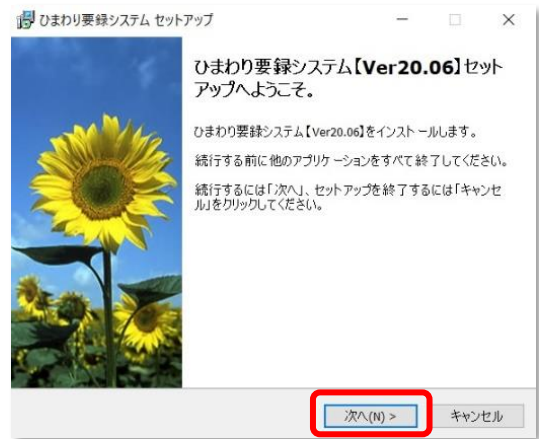 ひまわり要録システム セットアップ
ひまわり要録システム【Ver20.06】セット
アップへようこそ。
ひまわり要録システム【Ver20.06】をインストールします。
続行する前に他のアプリケーションをすべて終了してください。
続行するには「次へ」、セットアップを終了するには「キャンセ
ル」をクリックしてください。
次へ(N) >
キャンセル